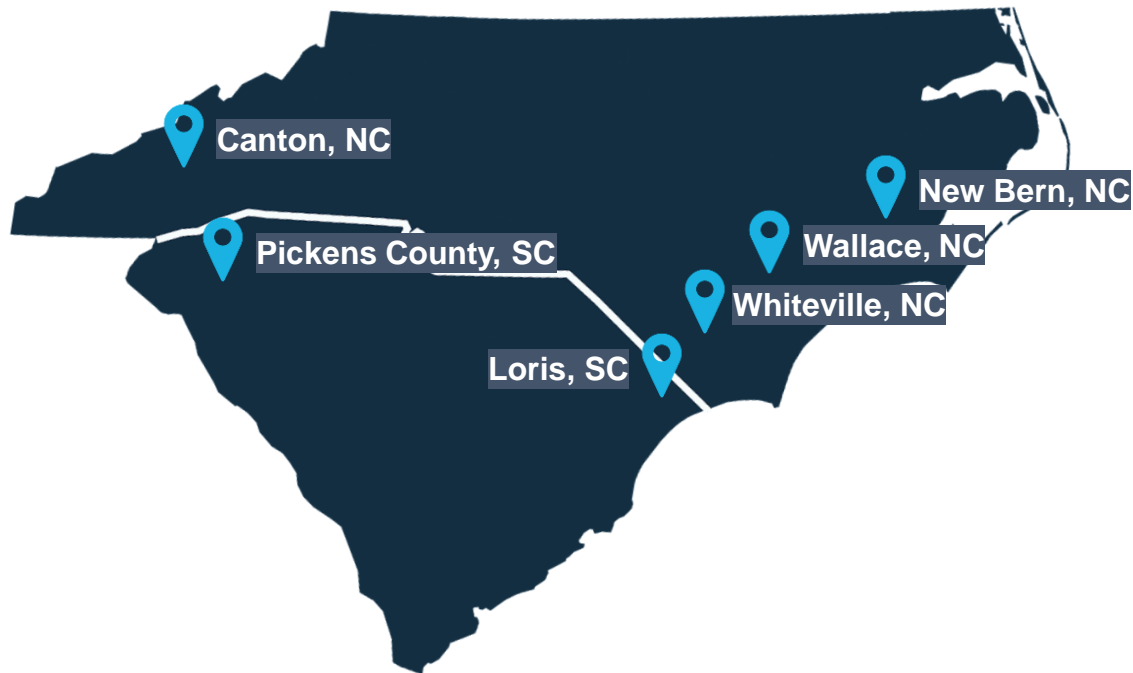 Canton, NC
New Bern, NC
Wallace, NC
Pickens County, SC
Whiteville, NC
Loris, SC